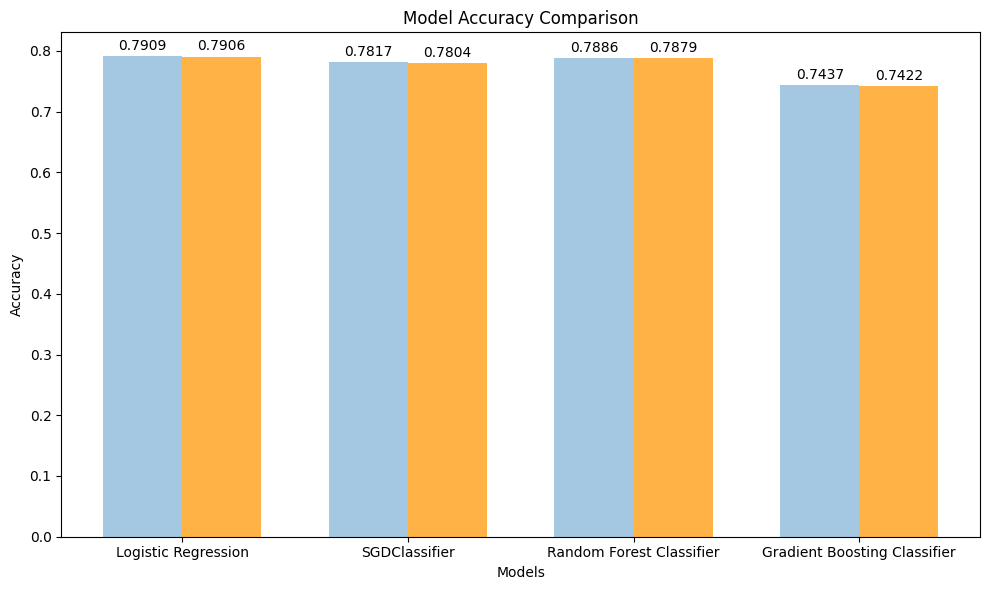 Model Accuracy Comparison
0.7909 0.7906 0.7817 0.7804 0.7886 0.7879 0.7437 0.7422
0.8
0.7
0.6
0.5
0.4
0.3
0.2
0.1
0.0
Accuracy
Logistic Regression SGDClassifier Random Forest Classifier Gradient Boosting Classifier
Models